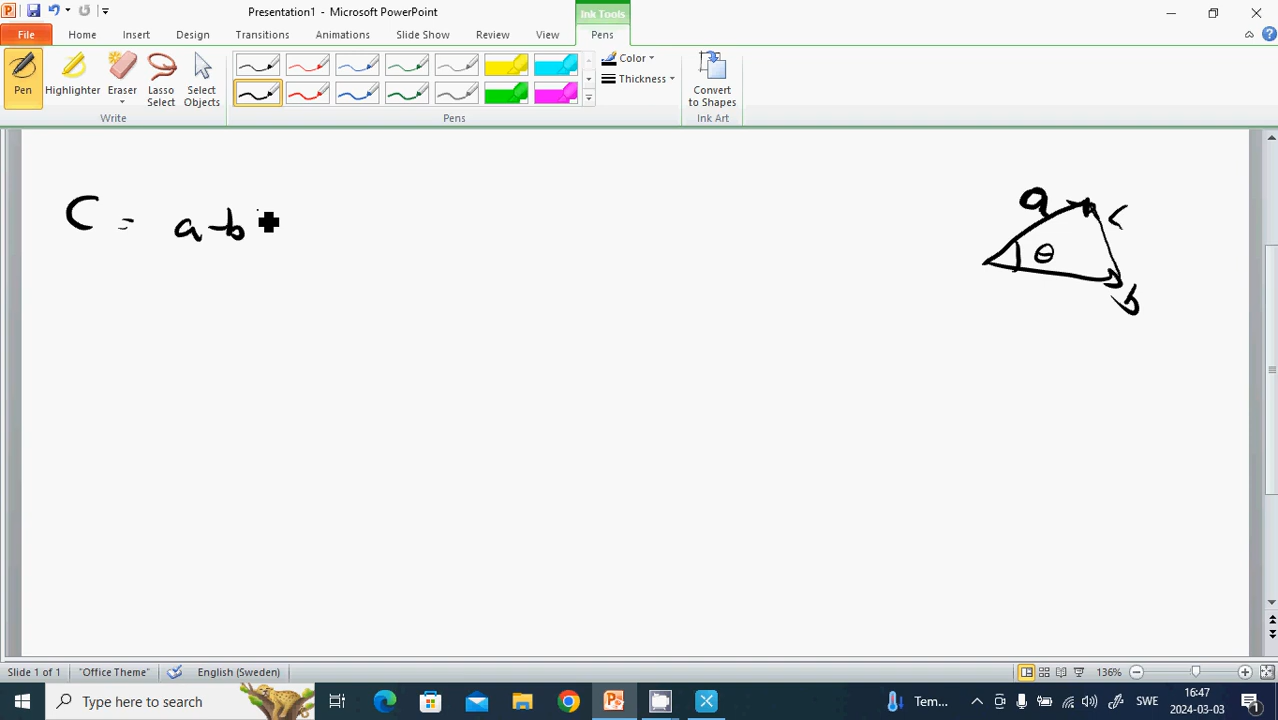 Presentation1 - Microsoft PowerPoint
Ink Tools
File Home Insert Design Transitions Animations Slide Show Review View Pens
Pen Highlighter Eraser Lasso Select Select Objects
Color
Thickness
Convert to Shapes
Write Pens Ink Art
C = a-b
a
c
θ
b
Slide 1 of 1 "Office Theme" English (Sweden) 136%
Type here to search Tem... SWE 16:47
2024-03-03 1